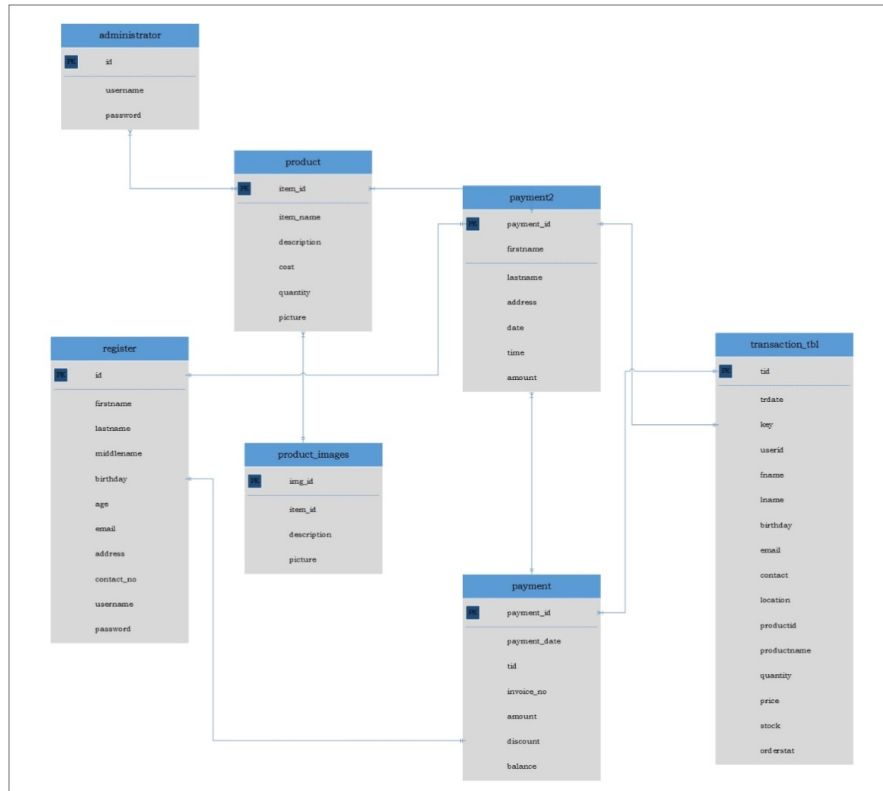 administrator
PK id
username
password
product
PK item_id
item_name
description
cost
quantity
picture
payment2
PK payment_id
firstname
lastname
address
date
time
amount
register
PK id
firstname
lastname
middlename
birthday
age
email
address
contact_no
username
password
product_images
PK img_id
item_id
description
picture
transaction_tbl
PK tid
trdate
key
userid
fname
lname
birthday
email
contact
location
productid
productname
quantity
price
stock
orderstat
payment
PK payment_id
payment_date
tid
invoice_no
amount
discount
balance